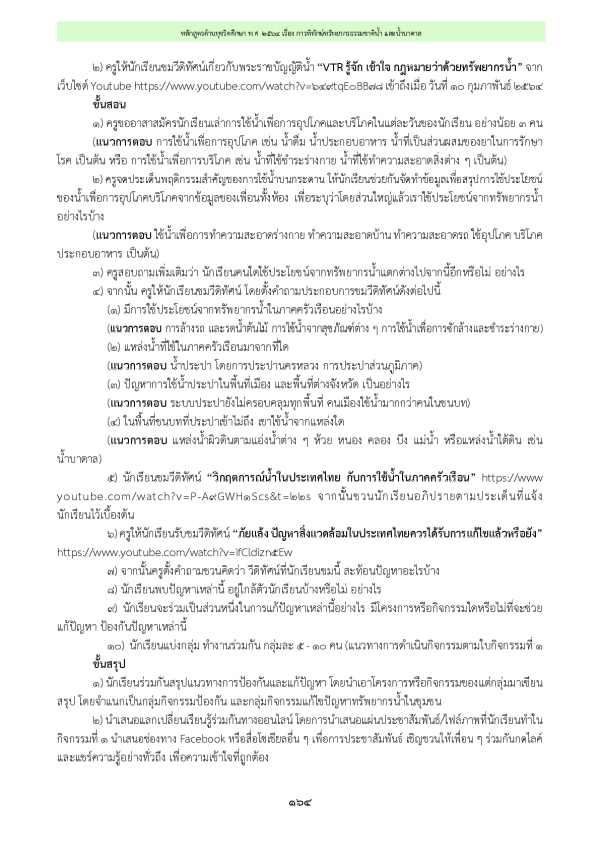 หลักสูตรต้านทุจริตศึกษา พ.ศ. ๒๕๖๔ เรื่อง การพิทักษ์ทรัพยากรธรรมชาติน้ำ และน้ำบาดาล
๒) ครูให้นักเรียนชมวีดิทัศน์เกี่ยวกับพระราชบัญญัติน้ำ “VTR รู้จัก เข้าใจ กฎหมายว่าด้วยทรัพยากรน้ำ” จาก
เว็บไซต์ Youtube https://www.youtube.com/watch?v=๖๔๙tqEoBB๗๘ เข้าถึงเมื่อ วันที่ ๑๐ กุมภาพันธ์ ๒๕๖๔
ขั้นสอน
๑) ครูขออาสาสมัครนักเรียนเล่าการใช้น้ำเพื่อการอุปโภคและบริโภคในแต่ละวันของนักเรียน อย่างน้อย ๓ คน
(แนวการตอบ การใช้น้ำเพื่อการอุปโภค เช่น น้ำดื่ม น้ำประกอบอาหาร น้ำที่เป็นส่วนผสมของยาในการรักษา
โรค เป็นต้น หรือ การใช้น้ำเพื่อการบริโภค เช่น น้ำที่ใช้ชำระร่างกาย น้ำที่ใช้ทำความสะอาดสิ่งต่าง ๆ เป็นต้น)
๒) ครูจดประเด็นพฤติกรรมสำคัญของการใช้น้ำบนกระดาน ให้นักเรียนช่วยกันจัดทำข้อมูลเพื่อสรุปการใช้ประโยชน์
ของน้ำเพื่อการอุปโภคบริโภคจากข้อมูลของเพื่อนทั้งห้อง เพื่อระบุว่าโดยส่วนใหญ่แล้วเราใช้ประโยชน์จากทรัพยากรน้ำ
อย่างไรบ้าง
(แนวการตอบ ใช้น้ำเพื่อการทำความสะอาดร่างกาย ทำความสะอาดบ้าน ทำความสะอาดรถ ใช้อุปโภค บริโภค
ประกอบอาหาร เป็นต้น)
๓) ครูสอบถามเพิ่มเติมว่า นักเรียนคนใดใช้ประโยชน์จากทรัพยากรน้ำแตกต่างไปจากนี้อีกหรือไม่ อย่างไร
๔) จากนั้น ครูให้นักเรียนชมวีดิทัศน์ โดยตั้งคำถามประกอบการชมวีดิทัศน์ดังต่อไปนี้
(๑) มีการใช้ประโยชน์จากทรัพยากรน้ำในภาคครัวเรือนอย่างไรบ้าง
(แนวการตอบ การล้างรถ และรดน้ำต้นไม้ การใช้น้ำจากสุขภัณฑ์ต่าง ๆ การใช้น้ำเพื่อการซักล้างและชำระร่างกาย)
(๒) แหล่งน้ำที่ใช้ในภาคครัวเรือนมาจากที่ใด
(แนวการตอบ น้ำประปา โดยการประปานครหลวง การประปาส่วนภูมิภาค)
(๓) ปัญหาการใช้น้ำประปาในพื้นที่เมือง และพื้นที่ต่างจังหวัด เป็นอย่างไร
(แนวการตอบ ระบบประปายังไม่ครอบคลุมทุกพื้นที่ คนเมืองใช้น้ำมากกว่าคนในชนบท)
(๔) ในพื้นที่ชนบทที่ประปาเข้าไม่ถึง เขาใช้น้ำจากแหล่งใด
(แนวการตอบ แหล่งน้ำผิวดินตามแอ่งน้ำต่าง ๆ ห้วย หนอง คลอง บึง แม่น้ำ หรือแหล่งน้ำใต้ดิน เช่น
น้ำบาดาล)
๕) นักเรียนชมวีดิทัศน์ “วิกฤตการณ์น้ำในประเทศไทย กับการใช้น้ำในภาคครัวเรือน” https://www
youtube.com/watch?v=P-A๙GWH๑Scs&t=๒๒s จากนั้นชวนนักเรียนอภิปรายตามประเด็นที่แจ้ง
นักเรียนไว้เบื้องต้น
๖) ครูให้นักเรียนรับชมวีดิทัศน์ “ภัยแล้ง ปัญหาสิ่งแวดล้อมในประเทศไทยควรได้รับการแก้ไขแล้วหรือยัง”
https://www.youtube.com/watch?v=ifCldizn๕Ew
๗) จากนั้นครูตั้งคำถามชวนคิดว่า วีดิทัศน์ที่นักเรียนชมนี้ สะท้อนปัญหาอะไรบ้าง
๘) นักเรียนพบปัญหาเหล่านี้ อยู่ใกล้ตัวนักเรียนบ้างหรือไม่ อย่างไร
๙) นักเรียนจะร่วมเป็นส่วนหนึ่งในการแก้ปัญหาเหล่านี้อย่างไร มีโครงการหรือกิจกรรมใดหรือไม่ที่จะช่วย
แก้ปัญหา ป้องกันปัญหาเหล่านี้
๑๐) นักเรียนแบ่งกลุ่ม ทำงานร่วมกัน กลุ่มละ ๕ - ๑๐ คน (แนวทางการดำเนินกิจกรรมตามใบกิจกรรมที่ ๑
ขั้นสรุป
๑) นักเรียนร่วมกันสรุปแนวทางการป้องกันและแก้ปัญหา โดยนำเอาโครงการหรือกิจกรรมของแต่กลุ่มมาเขียน
สรุป โดยจำแนกเป็นกลุ่มกิจกรรมป้องกัน และกลุ่มกิจกรรมแก้ไขปัญหาทรัพยากรน้ำในชุมชน
๒) นำเสนอแลกเปลี่ยนเรียนรู้ร่วมกันทางออนไลน์ โดยการนำเสนอแผ่นประชาสัมพันธ์/ไฟล์ภาพที่นักเรียนทำใน
กิจกรรมที่ ๑ นำเสนอช่องทาง Facebook หรือสื่อโซเชียลอื่น ๆ เพื่อการประชาสัมพันธ์ เชิญชวนให้เพื่อน ๆ ร่วมกันกดไลค์
และแชร์ความรู้อย่างทั่วถึง เพื่อความเข้าใจที่ถูกต้อง
๑๖๔